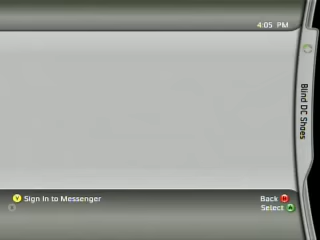 4:05 PM
Blind DC Shoes
Y Sign In to Messenger
Back B
X
Select A